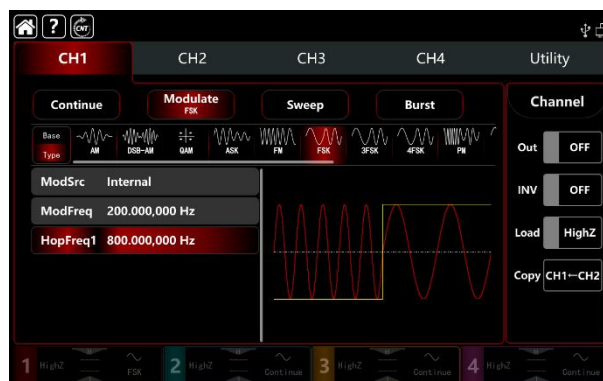 ? CNT
CH1 CH2 CH3 CH4 Utility
Continue Modulate FSK Sweep Burst Channel
Base Type AM DSB-AM QAM ASK FM FSK 3FSK 4FSK PM
Out OFF
ModSrc Internal
INV OFF
ModFreq 200.000,000 Hz
HopFreq1 800.000,000 Hz
Load HighZ
Copy CH1←CH2
1 HighZ FSK 2 HighZ Continue 3 HighZ Continue 4 HighZ Continue